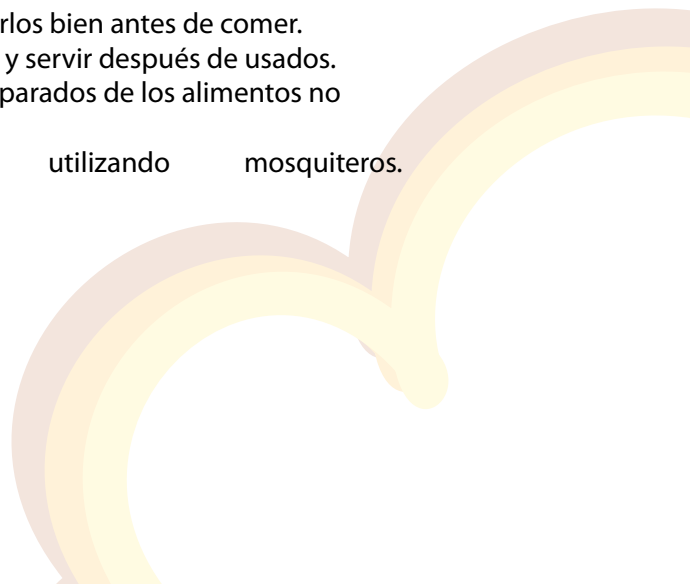 rlos bien antes de comer.
y servir después de usados.
parados de los alimentos no
utilizando mosquiteros.